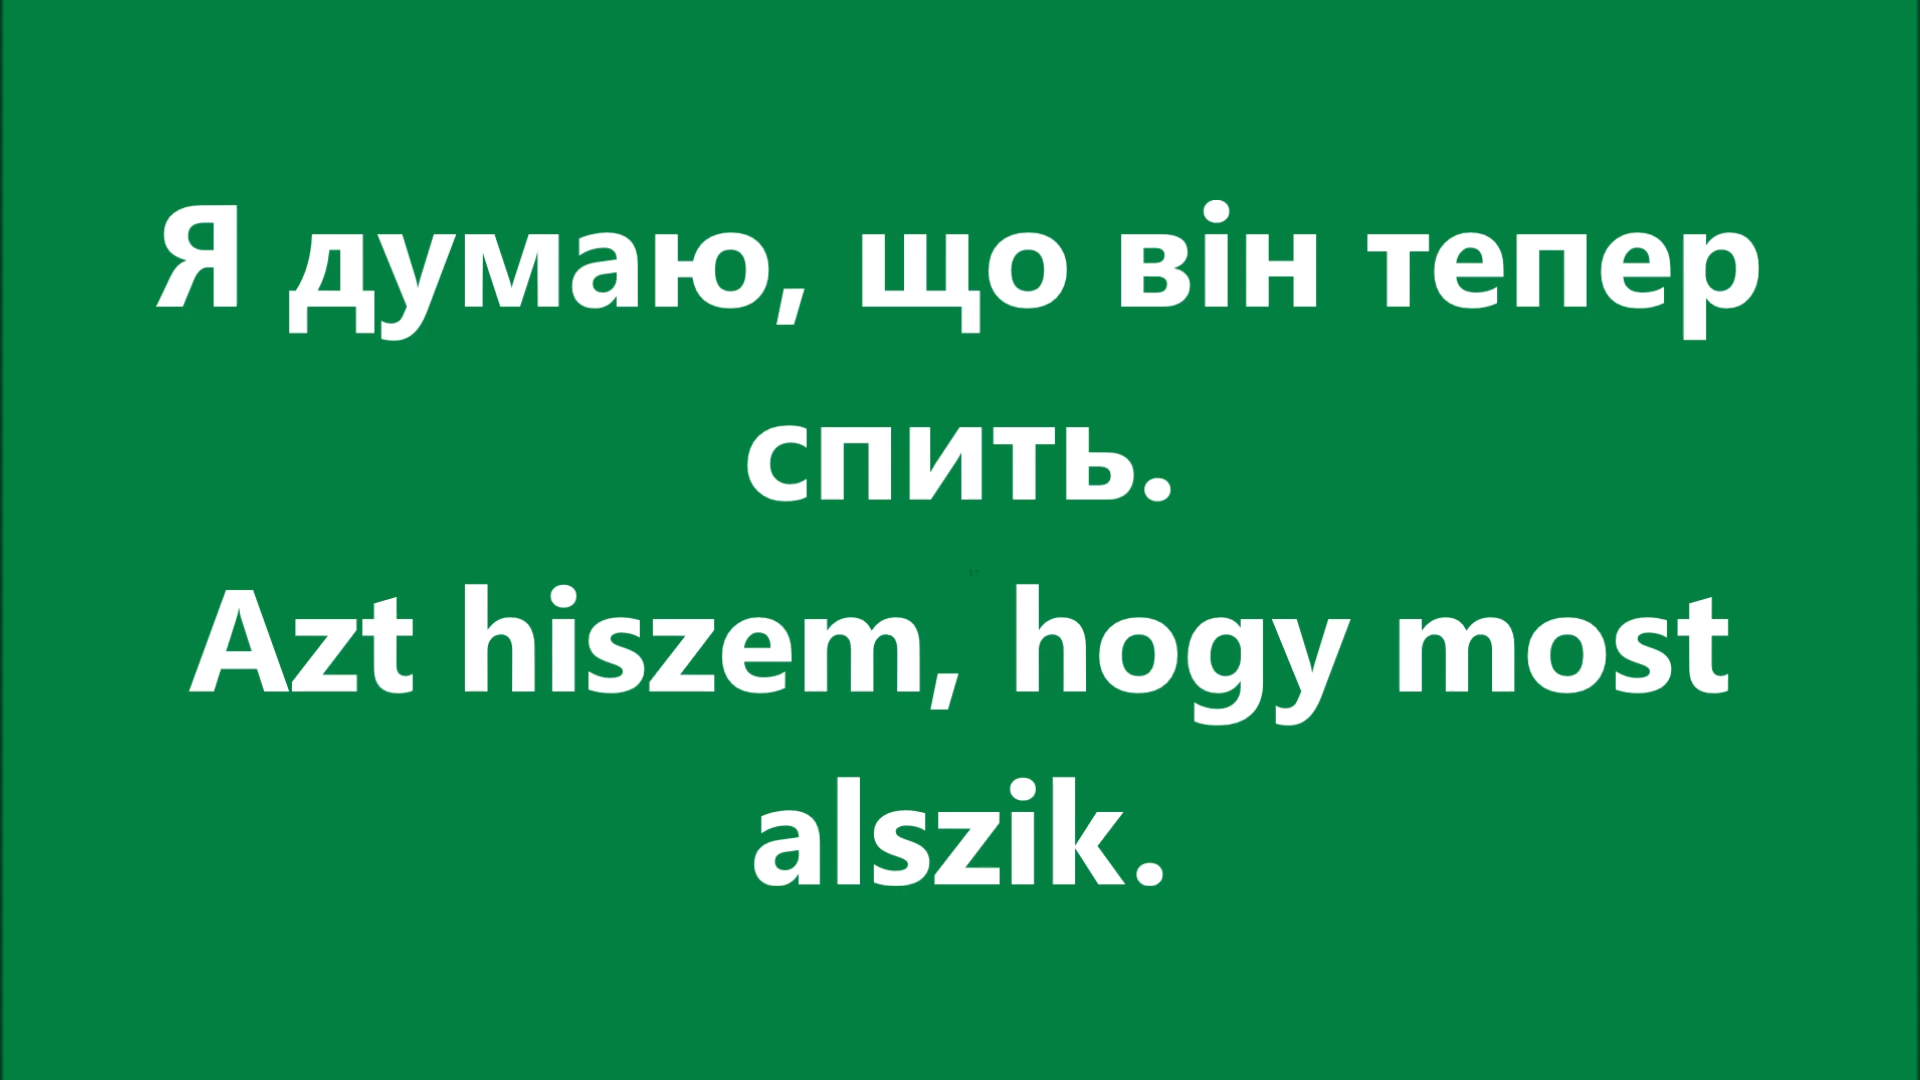 Я думаю, що він тепер
спить.
Azt hiszem, hogy most
alszik.